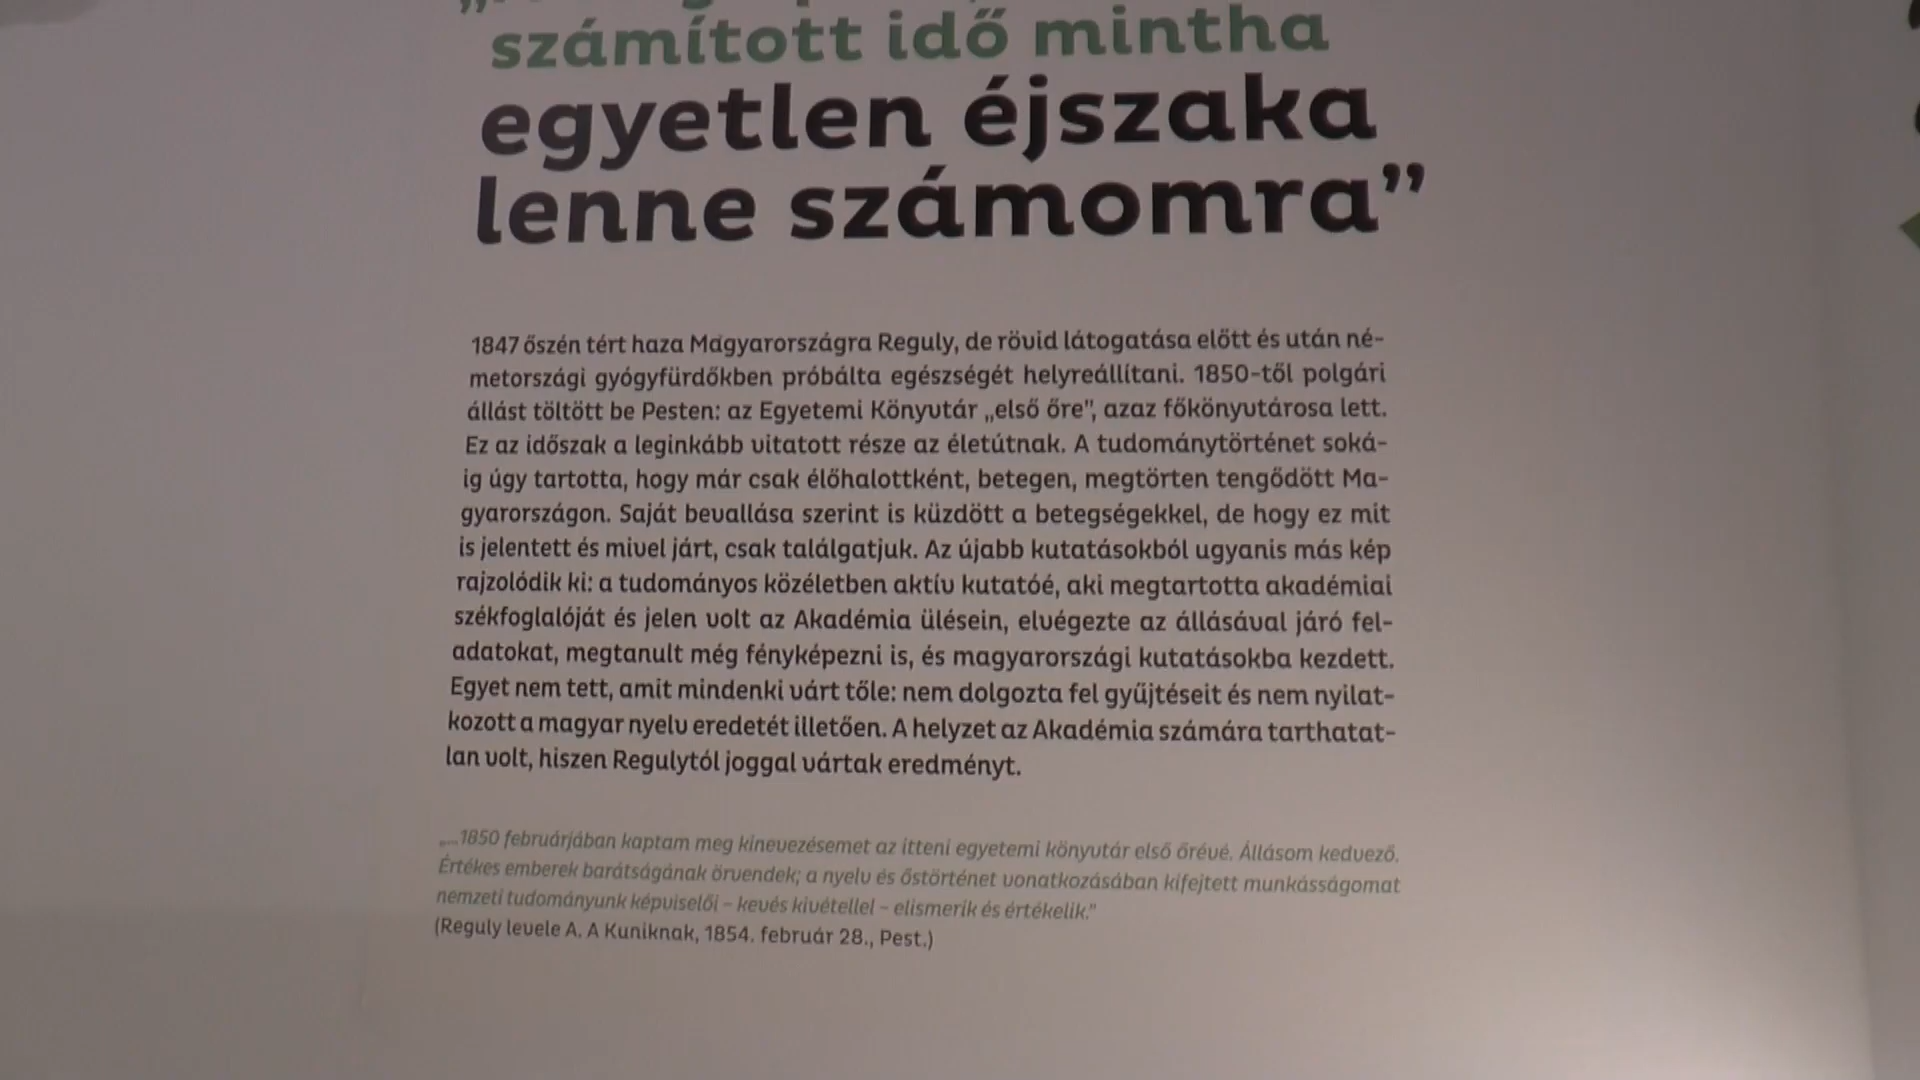 számított idő mintha
egyetlen éjszaka
lenne számomra”
1847 őszén tért haza Magyarországra Reguly, de rövid látogatása előtt és után né-
metországi gyógyfürdőkben próbálta egészségét helyreállítani. 1850-től polgári
állást töltött be Pesten: az Egyetemi Könyvtár „első őre”, azaz főkönyvtárosa lett.
Ez az időszak a leginkább vitatott része az életútnak. A tudománytörténet soká-
ig úgy tartotta, hogy már csak élőhalottként, betegen, megtörten tengődött Ma-
gyarországon. Saját bevallása szerint is küzdött a betegségekkel, de hogy ez mit
is jelentett és mivel járt, csak találgatjuk. Az újabb kutatásokból ugyanis más kép
rajzolódik ki: a tudományos közéletben aktív kutatóé, aki megtartotta akadémiai
székfoglalóját és jelen volt az Akadémia ülésein, elvégezte az állásával járó fel-
adatokat, megtanult még fényképezni is, és magyarországi kutatásokba kezdett.
Egyet nem tett, amit mindenki várt tőle: nem dolgozta fel gyűjtéseit és nem nyilat-
kozott a magyar nyelv eredetét illetően. A helyzet az Akadémia számára tarthatat-
lan volt, hiszen Regulytól joggal vártak eredményt.
„...1850 februárjában kaptam meg kinevezésemet az itteni egyetemi könyvtár első őrévé. Állásom kedvező.
Értékes emberek barátságának örvendek; a nyelv és őstörténet vonatkozásában kifejtett munkásságomat
nemzeti tudományunk képviselői – kevés kivétellel – elismerik és értékelik.”
(Reguly levele A. A Kuniknak, 1854. február 28., Pest.)